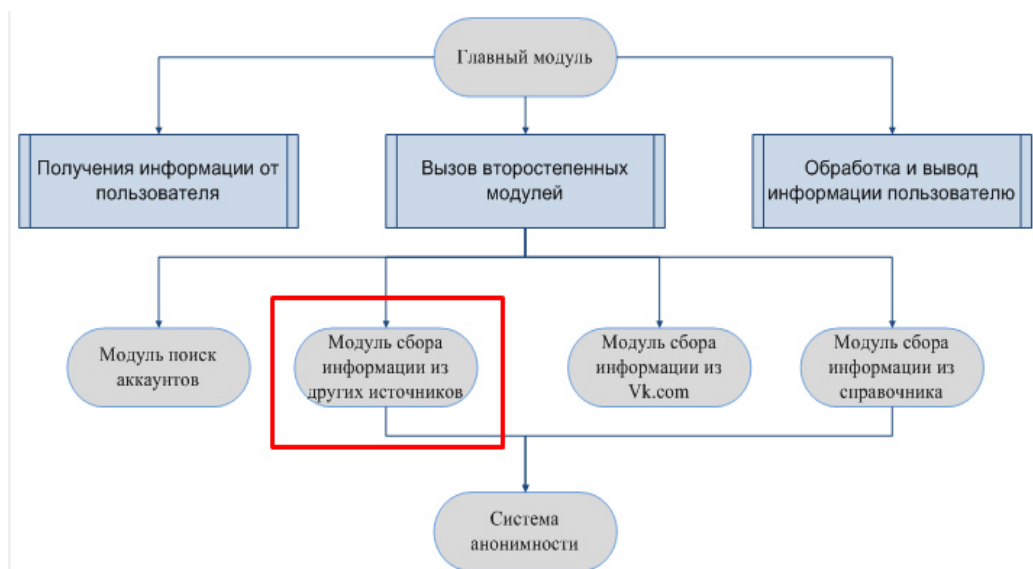 Главный модуль
Получения информации от
пользователя
Вызов второстепенных
модулей
Обработка и вывод
информации пользователю
Модуль поиск
аккаунтов
Модуль сбора
информации из
других источников
Модуль сбора
информации из
Vk.com
Модуль сбора
информации из
справочника
Система
анонимности